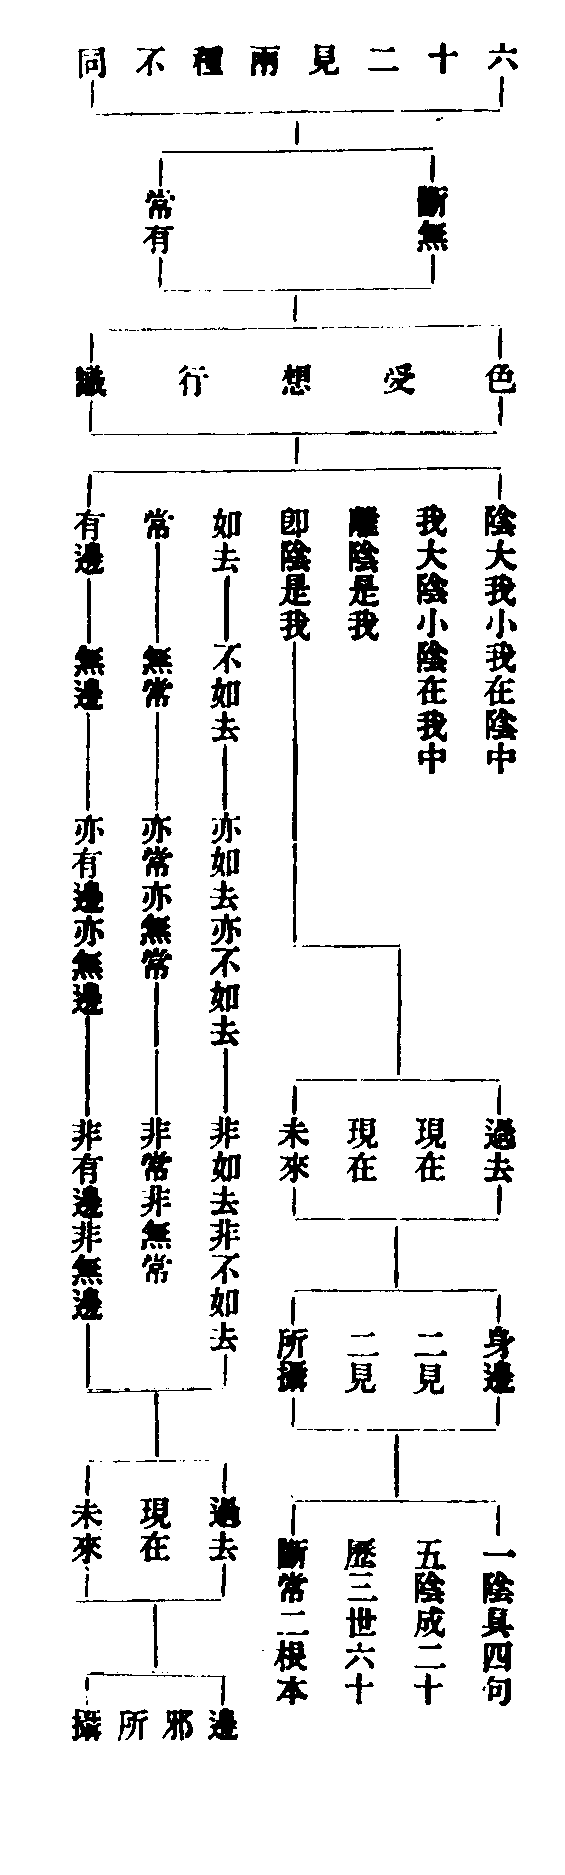 六十二見兩種不同
斷無
常有
色受想行識
陰大我小我在陰中
我大陰小陰在我中
離陰是我
卽陰是我
過去
現在
現在
未來
身邊
二見
二見
所攝
一陰具四句
五陰成二十
歷三世六十
斷常二根本
如去
不如去
亦如去亦不如去
非如去非不如去
常
無常
亦常亦無常
非常非無常
有邊
無邊
亦有邊亦無邊
非有邊非無邊
過去
現在
未來
邊邪所攝